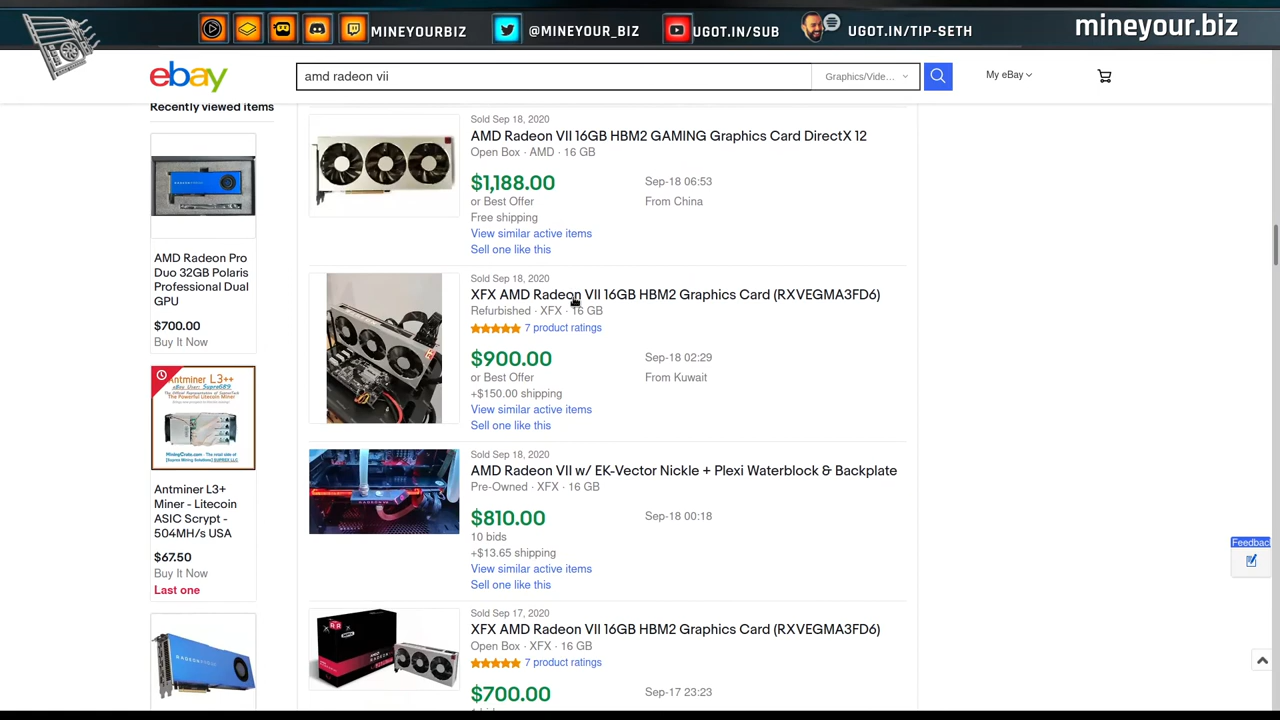 MINEYOURBIZ
@MINEYOUR_BIZ
UGOT.IN/SUB
UGOT.IN/TIP-SETH
mineyour.biz
ebay
amd radeon vii
Graphics/Vide...
My eBay
Recently viewed items
AMD Radeon Pro
Duo 32GB Polaris
Professional Dual
GPU
$700.00
Buy It Now
Antminer L3++
The Powerful Litecoin
Miner
Antminer L3+
Miner - Litecoin
ASIC Scrypt -
504MH/s USA
$67.50
Buy It Now
Last one
Sold Sep 18, 2020
AMD Radeon VII 16GB HBM2 GAMING Graphics Card DirectX 12
Open Box · AMD · 16 GB
$1,188.00
Sep-18 06:53
or Best Offer
From China
Free shipping
View similar active items
Sell one like this
Sold Sep 18, 2020
XFX AMD Radeon VII 16GB HBM2 Graphics Card (RXVEGMA3FD6)
Refurbished · XFX · 16 GB
7 product ratings
$900.00
Sep-18 02:29
or Best Offer
From Kuwait
+$150.00 shipping
View similar active items
Sell one like this
Sold Sep 18, 2020
AMD Radeon VII w/ EK-Vector Nickle + Plexi Waterblock & Backplate
Pre-Owned · XFX · 16 GB
$810.00
Sep-18 00:18
10 bids
+$13.65 shipping
View similar active items
Sell one like this
Sold Sep 17, 2020
XFX AMD Radeon VII 16GB HBM2 Graphics Card (RXVEGMA3FD6)
Open Box · XFX · 16 GB
7 product ratings
$700.00
Sep-17 23:23
Feedback